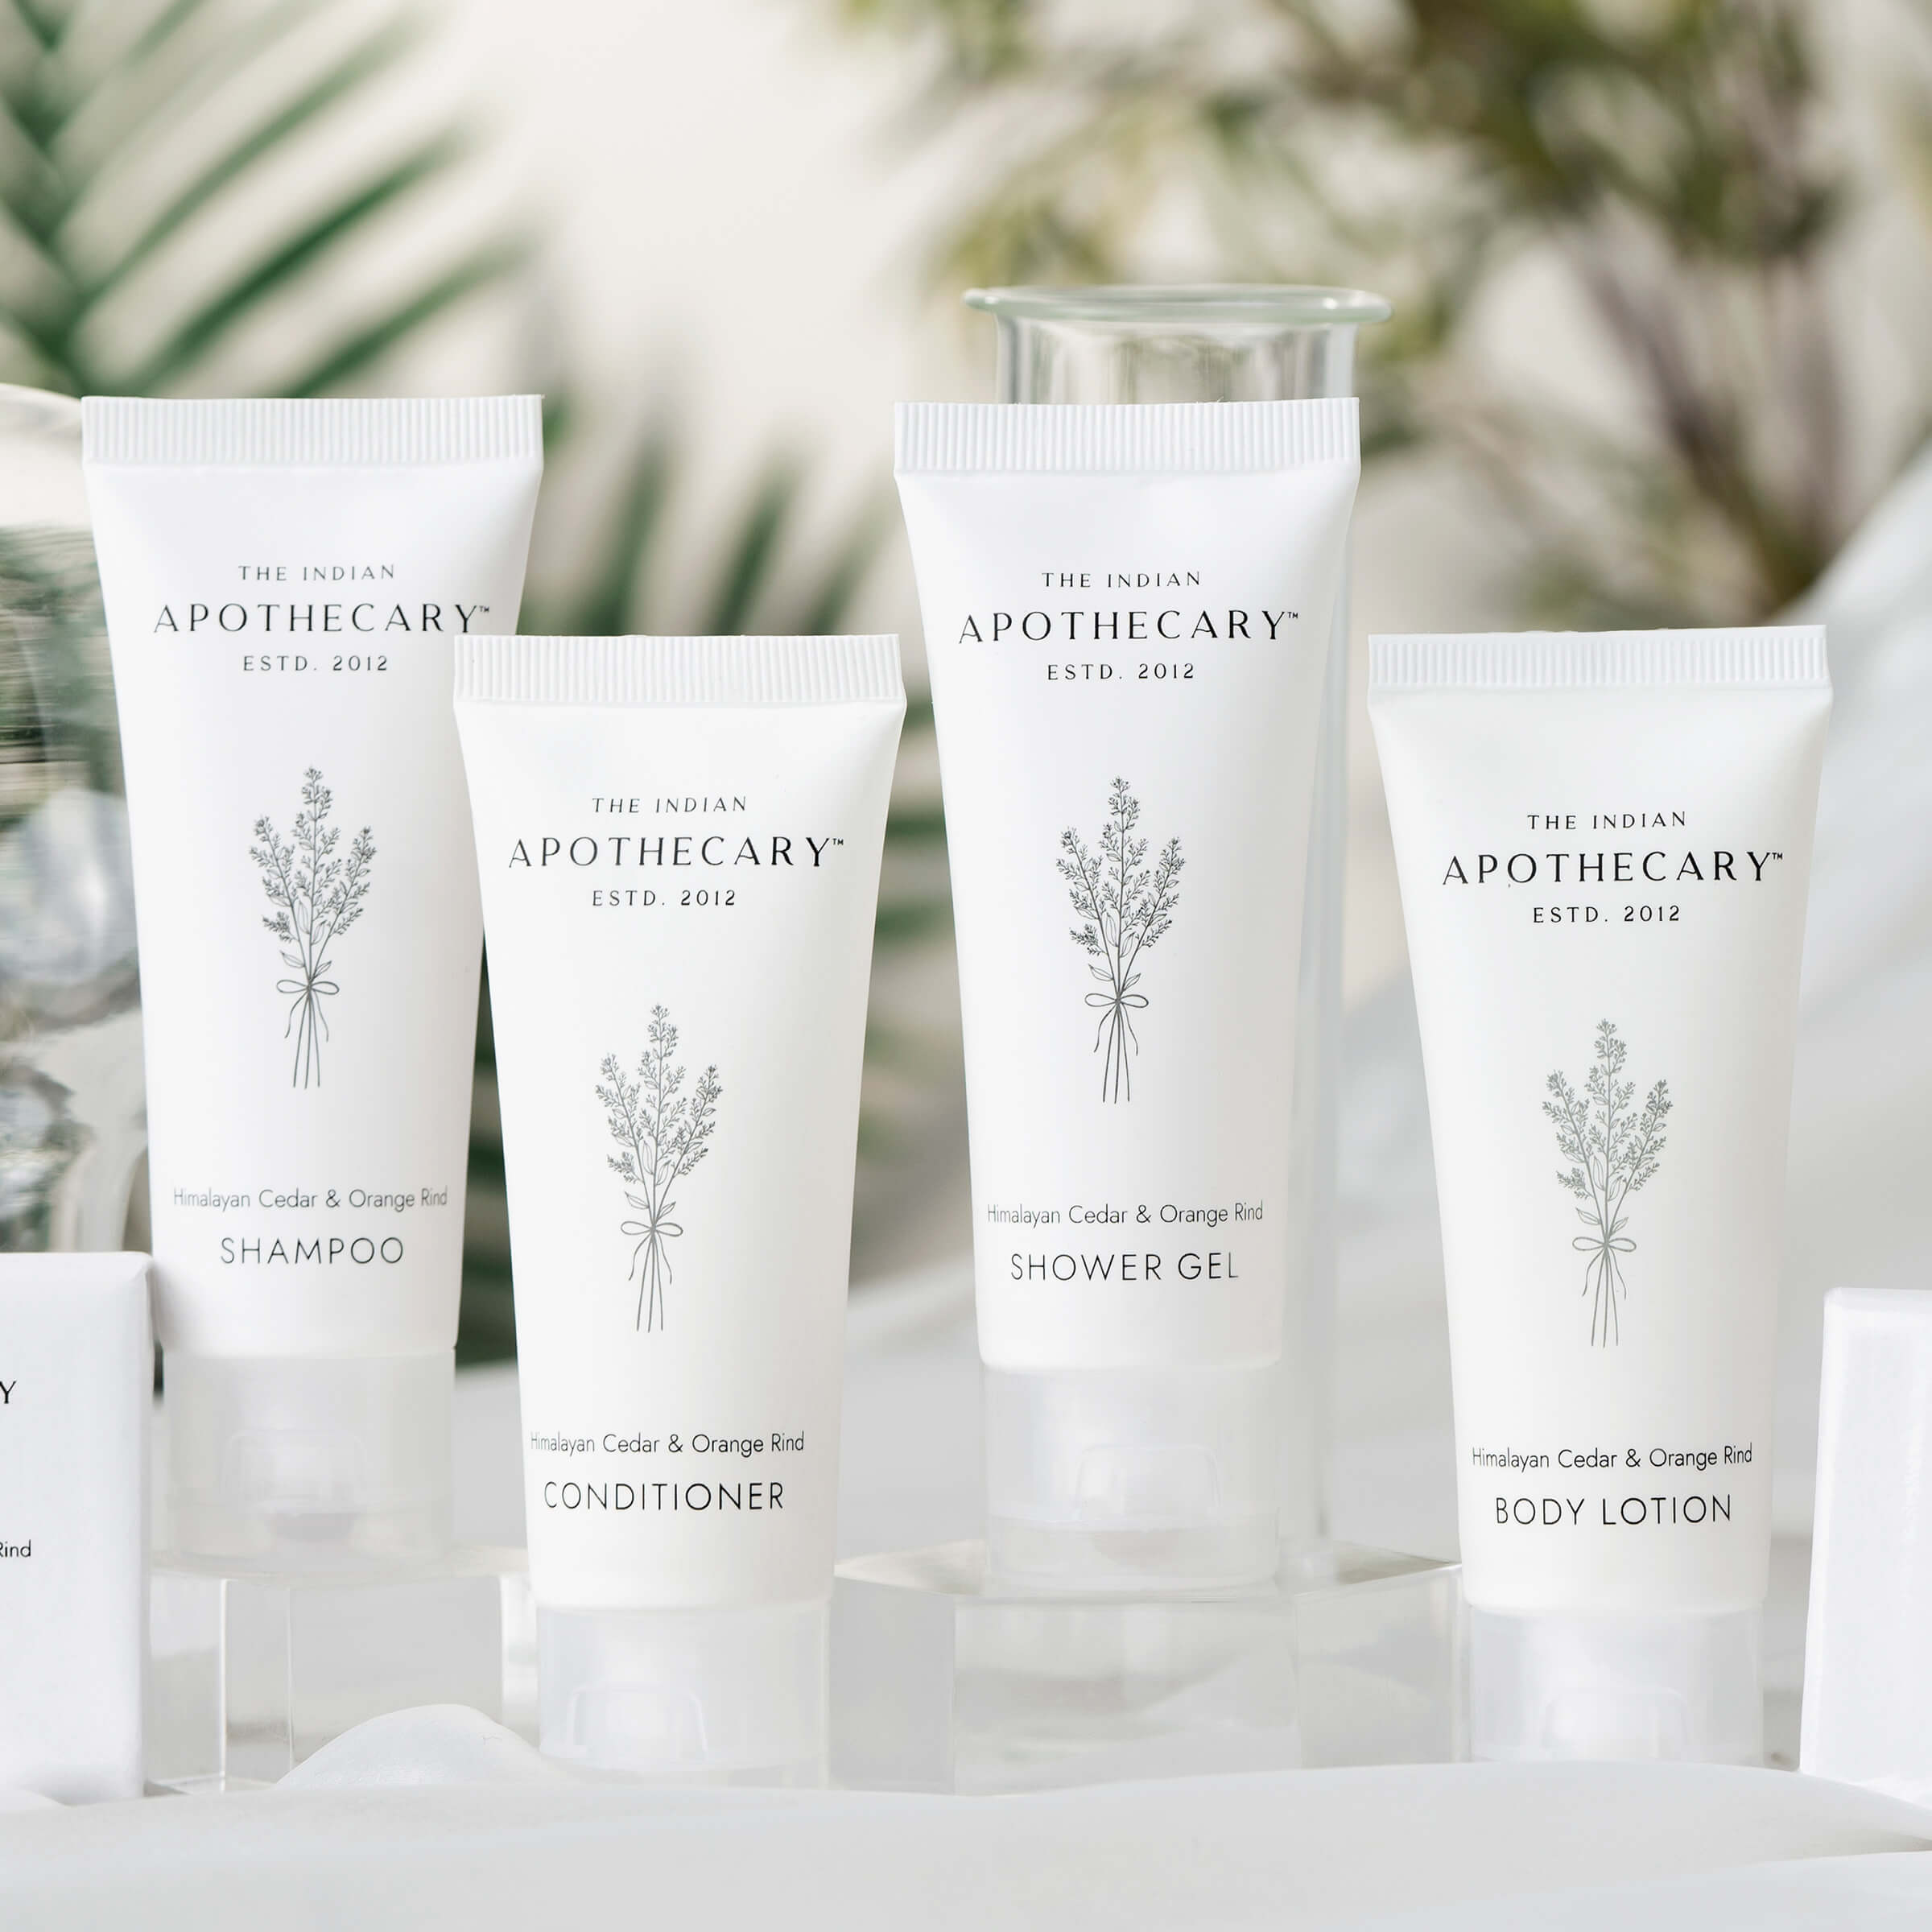 THE INDIAN
APOTHECARY™
ESTD. 2012
Himalayan Cedar & Orange Rind
SHAMPOO
THE INDIAN
APOTHECARY™
ESTD. 2012
Himalayan Cedar & Orange Rind
CONDITIONER
THE INDIAN
APOTHECARY™
ESTD. 2012
Himalayan Cedar & Orange Rind
SHOWER GEL
THE INDIAN
APOTHECARY™
ESTD. 2012
Himalayan Cedar & Orange Rind
BODY LOTION
Y
Rind